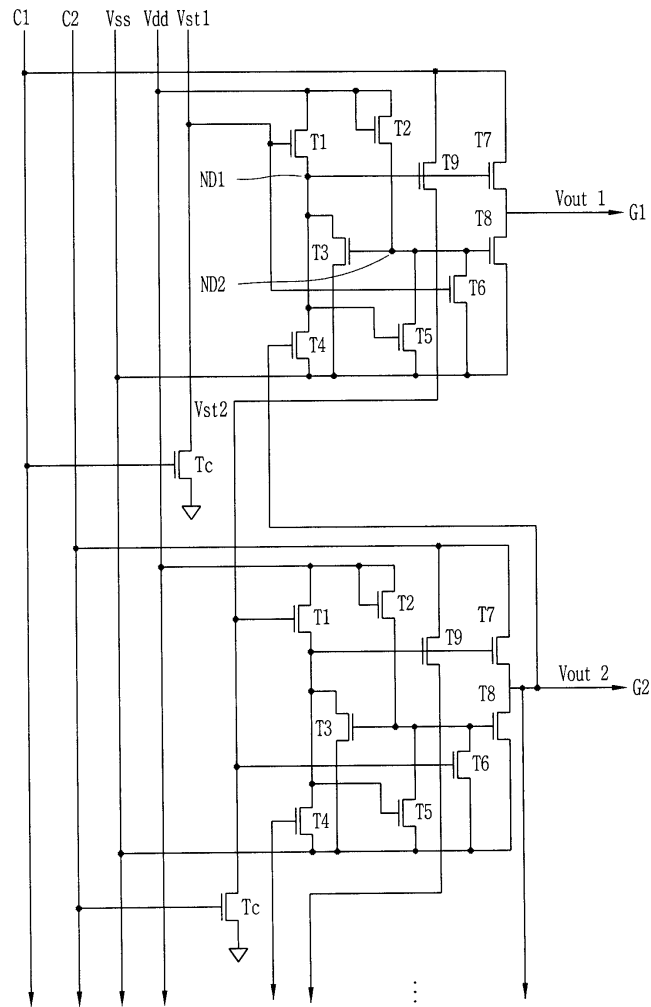 C1 C2 Vss Vdd Vst1
T2
T1
T7
T9
ND1
Vout 1
G1
T8
T3
ND2
T6
T4
T5
Vst2
Tc
T2
T1
T7
T9
Vout 2
G2
T8
T3
T6
T4
T5
Tc